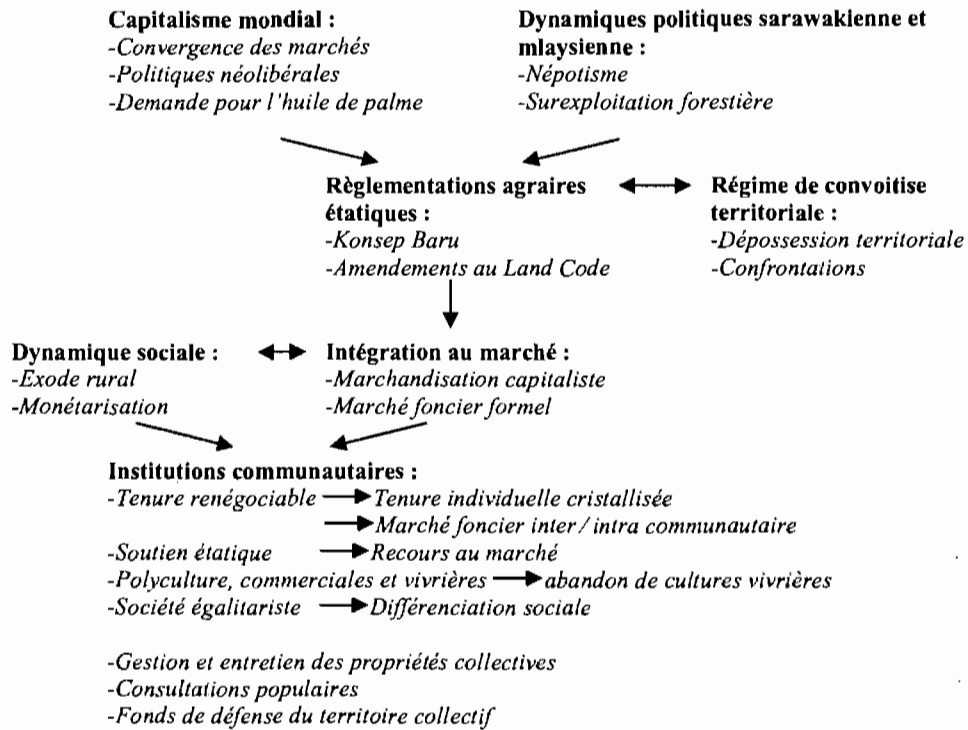 Capitalisme mondial :
-Convergence des marchés
-Politiques néolibérales
-Demande pour l'huile de palme
Dynamiques politiques sarawakienne et
mlaysienne :
-Népotisme
-Surexploitation forestière
Règlementations agraires
étatiques :
-Konsep Baru
-Amendements au Land Code
Régime de convoitise
territoriale :
-Dépossession territoriale
-Confrontations
Dynamique sociale :
-Exode rural
-Monétarisation
Intégration au marché :
-Marchandisation capitaliste
-Marché foncier formel
Institutions communautaires :
-Tenure renégociable → Tenure individuelle cristallisée
→ Marché foncier inter / intra communautaire
-Soutien étatique → Recours au marché
-Polyculture, commerciales et vivrières → abandon de cultures vivrières
-Société égalitariste → Différenciation sociale
-Gestion et entretien des propriétés collectives
-Consultations populaires
-Fonds de défense du territoire collectif